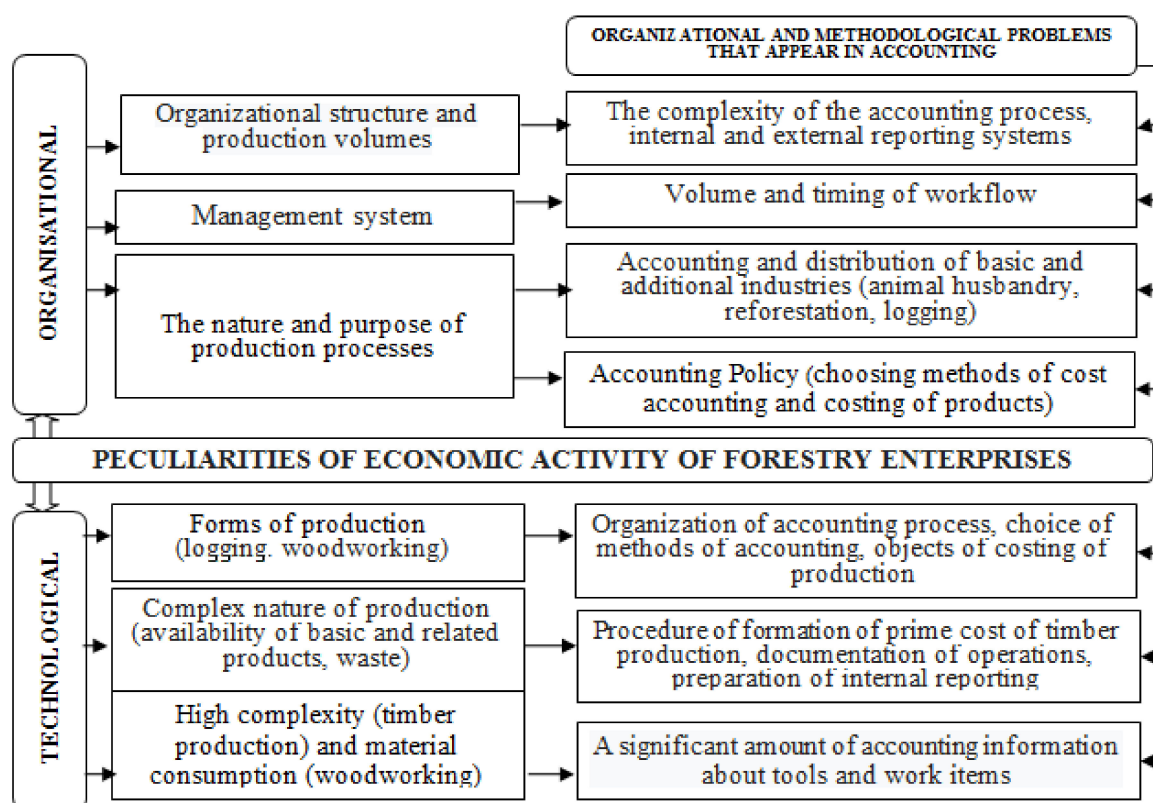 ORGANIZATIONAL AND METHODOLOGICAL PROBLEMS
THAT APPEAR IN ACCOUNTING
ORGANISATIONAL
Organizational structure and
production volumes
The complexity of the accounting process,
internal and external reporting systems
Management system
Volume and timing of workflow
The nature and purpose of
production processes
Accounting and distribution of basic and
additional industries (animal husbandry,
reforestation, logging)
Accounting Policy (choosing methods of cost
accounting and costing of products)
PECULIARITIES OF ECONOMIC ACTIVITY OF FORESTRY ENTERPRISES
TECHNOLOGICAL
Forms of production
(logging. woodworking)
Organization of accounting process, choice of
methods of accounting, objects of costing of
production
Complex nature of production
(availability of basic and related
products, waste)
Procedure of formation of prime cost of timber
production, documentation of operations,
preparation of internal reporting
High complexity (timber
production) and material
consumption (woodworking)
A significant amount of accounting information
about tools and work items